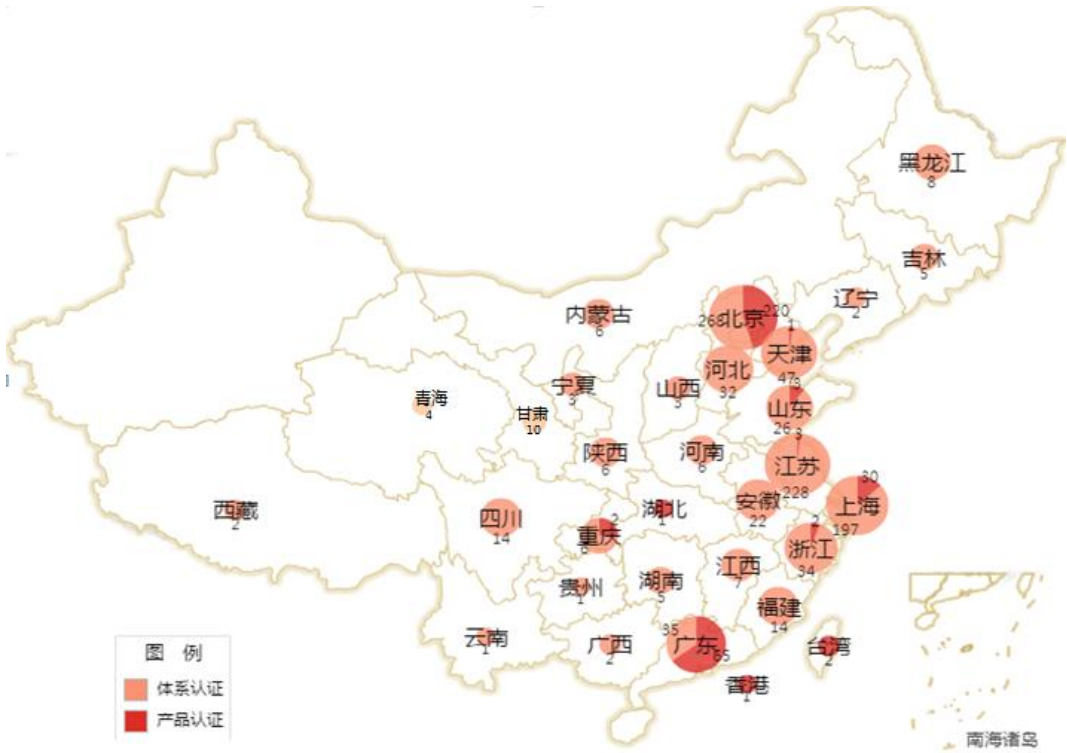 黑龙江
8
吉林
5
辽宁
2
内蒙古
6
北京
268
220
天津
1
47
河北
32
山西
3
宁夏
3
山东
3
26
青海
4
甘肃
10
陕西
6
河南
6
江苏
3
228
安徽
22
上海
30
197
西藏
2
四川
14
重庆
2
6
湖北
1
浙江
2
34
江西
7
湖南
5
贵州
1
福建
14
云南
1
广西
2
广东
35
65
台湾
2
香港
1
图 例
体系认证
产品认证
南海诸岛